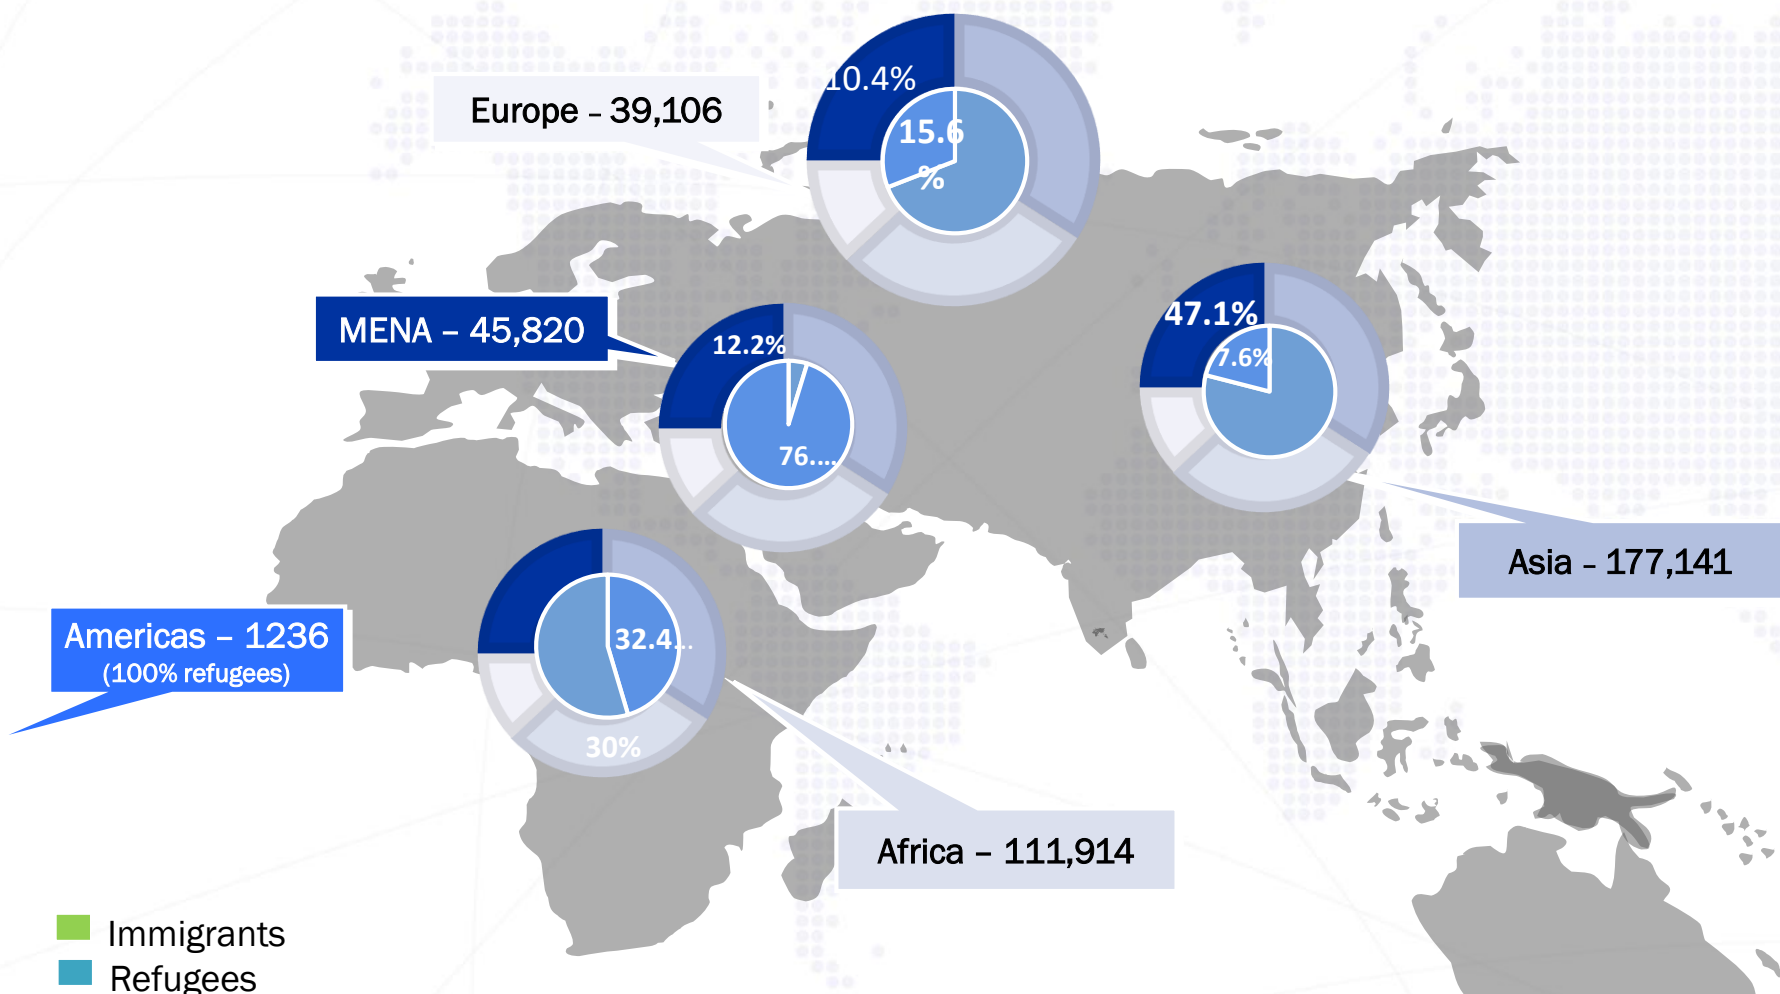 10.4%
Europe – 39,106
15.6
%
47.1%
MENA – 45,820
12.2%
7.6%
76....
Asia – 177,141
Americas – 1236
(100% refugees)
32.4...
30%
Africa – 111,914
Immigrants
Refugees